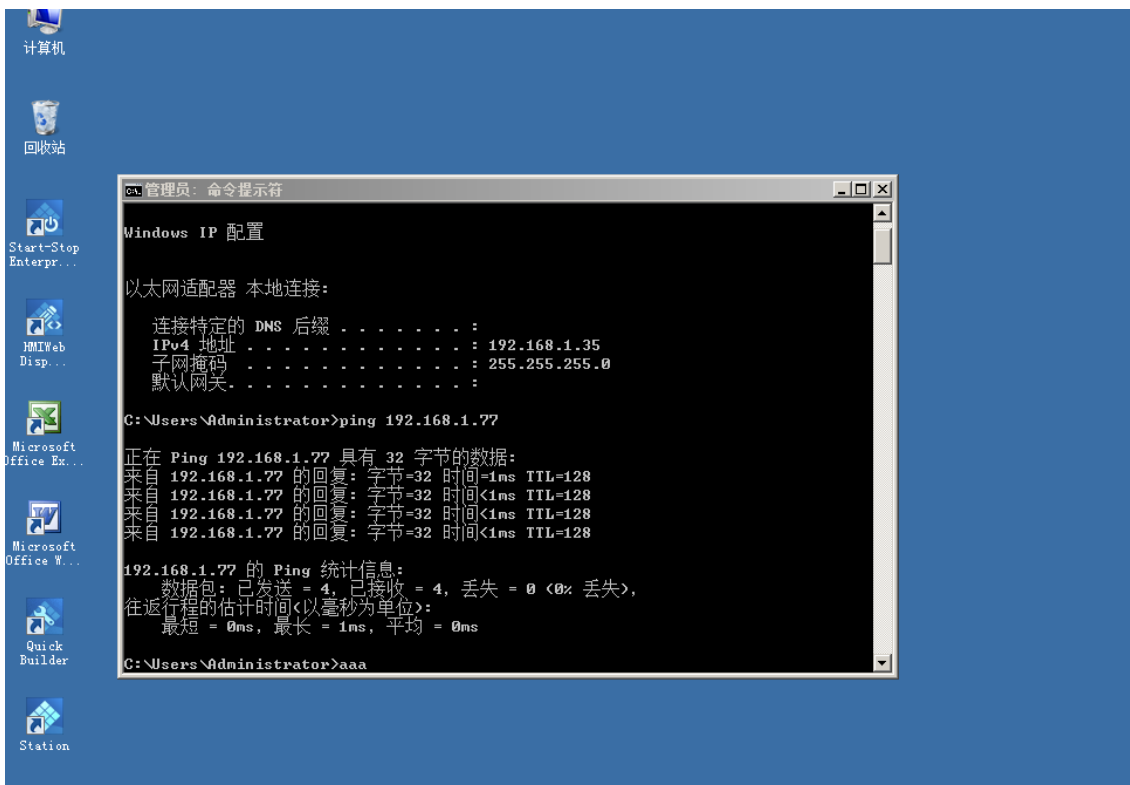 计算机
回收站
Start-Stop
Enterpr...
HMIWeb
Disp...
Microsoft
Office Ex...
Microsoft
Office W...
Quick
Builder
Station
管理员: 命令提示符
Windows IP 配置
以太网适配器 本地连接:
连接特定的 DNS 后缀 . . . . . . . :
IPv4 地址 . . . . . . . . . . . . : 192.168.1.35
子网掩码 . . . . . . . . . . . . : 255.255.255.0
默认网关. . . . . . . . . . . . . :
C:\Users\Administrator>ping 192.168.1.77
正在 Ping 192.168.1.77 具有 32 字节的数据:
来自 192.168.1.77 的回复: 字节=32 时间=1ms TTL=128
来自 192.168.1.77 的回复: 字节=32 时间<1ms TTL=128
来自 192.168.1.77 的回复: 字节=32 时间<1ms TTL=128
来自 192.168.1.77 的回复: 字节=32 时间<1ms TTL=128
192.168.1.77 的 Ping 统计信息:
数据包: 已发送 = 4, 已接收 = 4, 丢失 = 0 (0% 丢失),
往返行程的估计时间(以毫秒为单位):
最短 = 0ms, 最长 = 1ms, 平均 = 0ms
C:\Users\Administrator>aaa